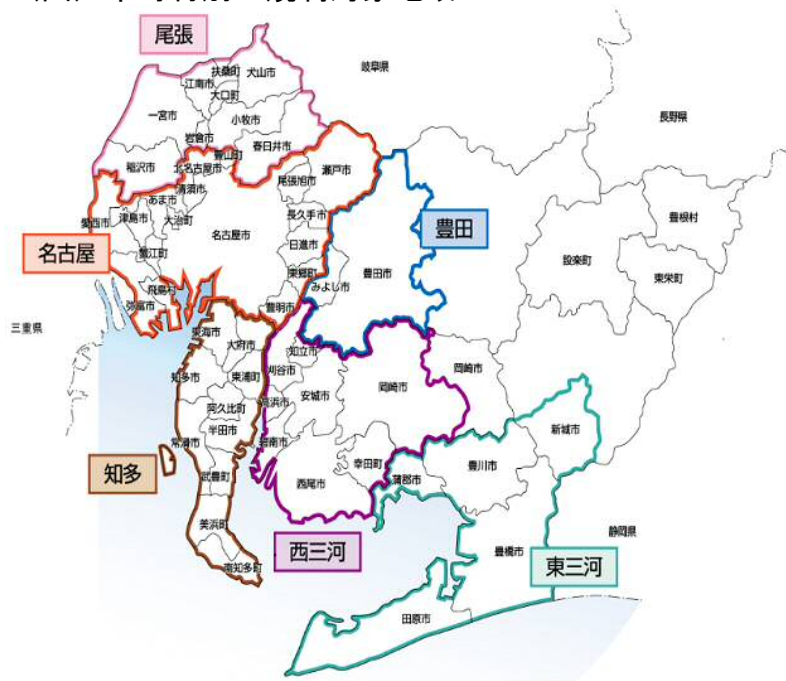 尾張
岐阜県
扶桑町
犬山市
江南市
大口町
長野県
一宮市
小牧市
岩倉市
春日井市
豊山町
稲沢市
北名古屋市
瀬戸市
清須市
尾張旭市
あま市
豊根村
愛西市
津島市
大治町
長久手市
名古屋市
豊田
設楽町
名古屋
蟹江町
日進市
豊田市
東栄町
東郷町
みよし市
飛島村
弥富市
豊明市
三重県
東海市
大府市
知立市
岡崎市
知多市
東浦町
刈谷市
岡崎市
高浜市
安城市
阿久比町
新城市
半田市
常滑市
碧南市
幸田町
豊川市
知多
武豊町
西尾市
蒲郡市
美浜町
静岡県
西三河
豊橋市
東三河
南知多町
田原市